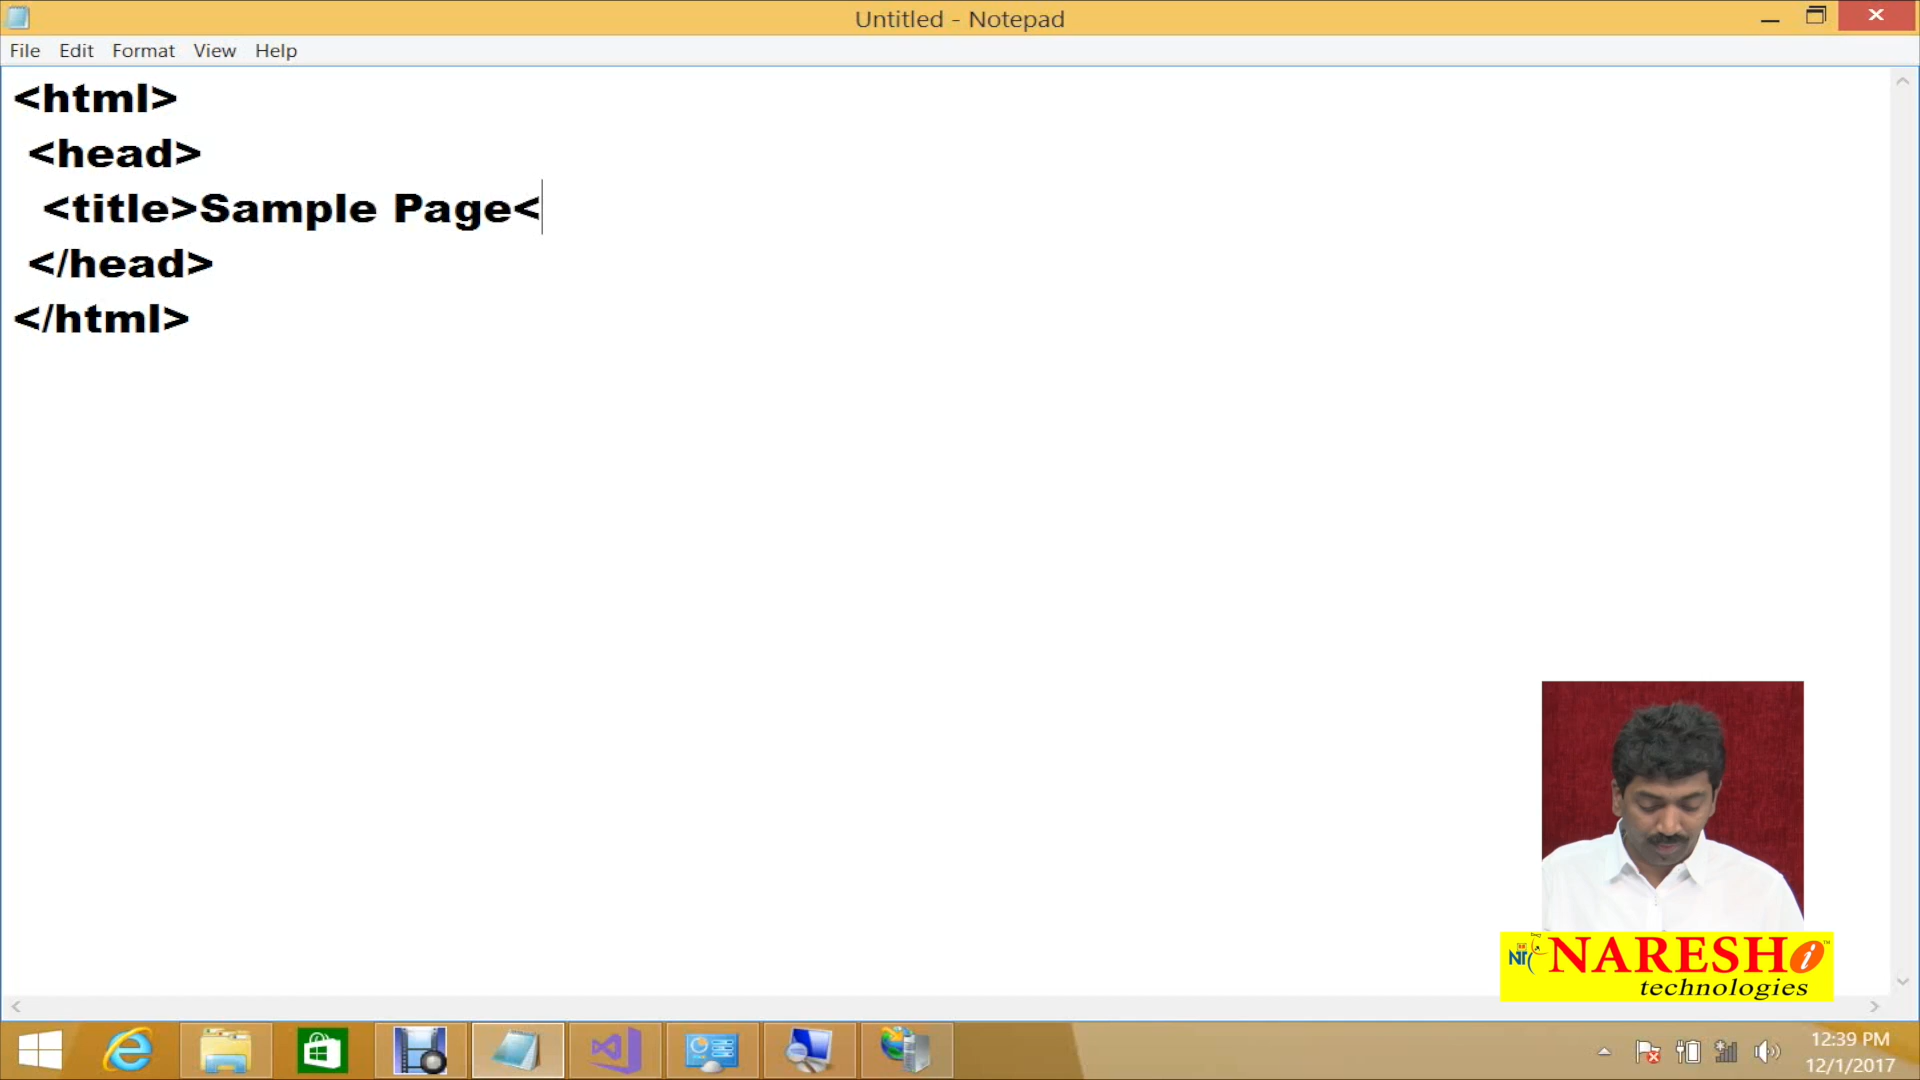 Untitled - Notepad
File Edit Format View Help
<html>
<head>
<title>Sample Page<
</head>
</html>
NARESH i
technologies
12:39 PM
12/1/2017